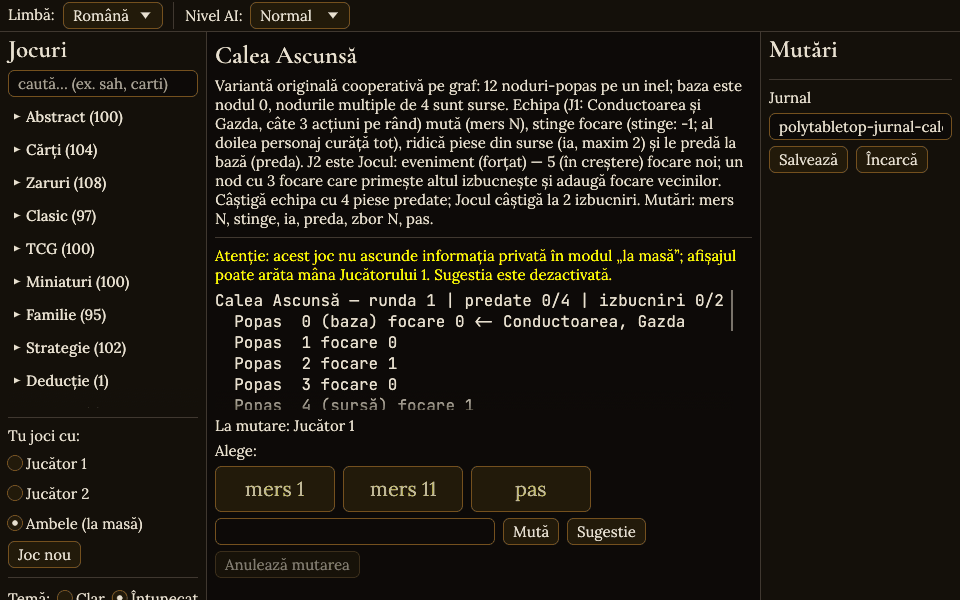 Limbă: Română Nivel AI: Normal
Jocuri
caută... (ex. sah, carti)
Abstract (100)
Cărți (104)
Zaruri (108)
Clasic (97)
TCG (100)
Miniaturi (100)
Familie (95)
Strategie (102)
Deducție (1)
Tu joci cu:
Jucător 1
Jucător 2
Ambele (la masă)
Joc nou
Temă: Clar Întunecat
Calea Ascunsă
Variantă originală cooperativă pe graf: 12 noduri-popas pe un inel; baza este
nodul 0, nodurile multiple de 4 sunt surse. Echipa (J1: Conductoarea și
Gazda, câte 3 acțiuni pe rând) mută (mers N), stinge focare (stinge: -1; al
doilea personaj curăță tot), ridică piese din surse (ia, maxim 2) și le predă la
bază (preda). J2 este Jocul: eveniment (forțat) — 5 (în creștere) focare noi; un
nod cu 3 focare care primește altul izbucnește și adaugă focare vecinilor.
Câștigă echipa cu 4 piese predate; Jocul câștigă la 2 izbucniri. Mutări: mers
N, stinge, ia, preda, zbor N, pas.
Atenție: acest joc nu ascunde informația privată în modul „la masă”; afișajul
poate arăta mâna Jucătorului 1. Sugestia este dezactivată.
Calea Ascunsă — runda 1 | predate 0/4 | izbucniri 0/2
Popas 0 (baza) focare 0 <- Conductoarea, Gazda
Popas 1 focare 0
Popas 2 focare 1
Popas 3 focare 0
Popas 4 (sursă) focare 1
La mutare: Jucător 1
Alege:
mers 1 mers 11 pas
Mută Sugestie
Anulează mutarea
Mutări
Jurnal
polytabletop-jurnal-cal
Salvează Încarcă